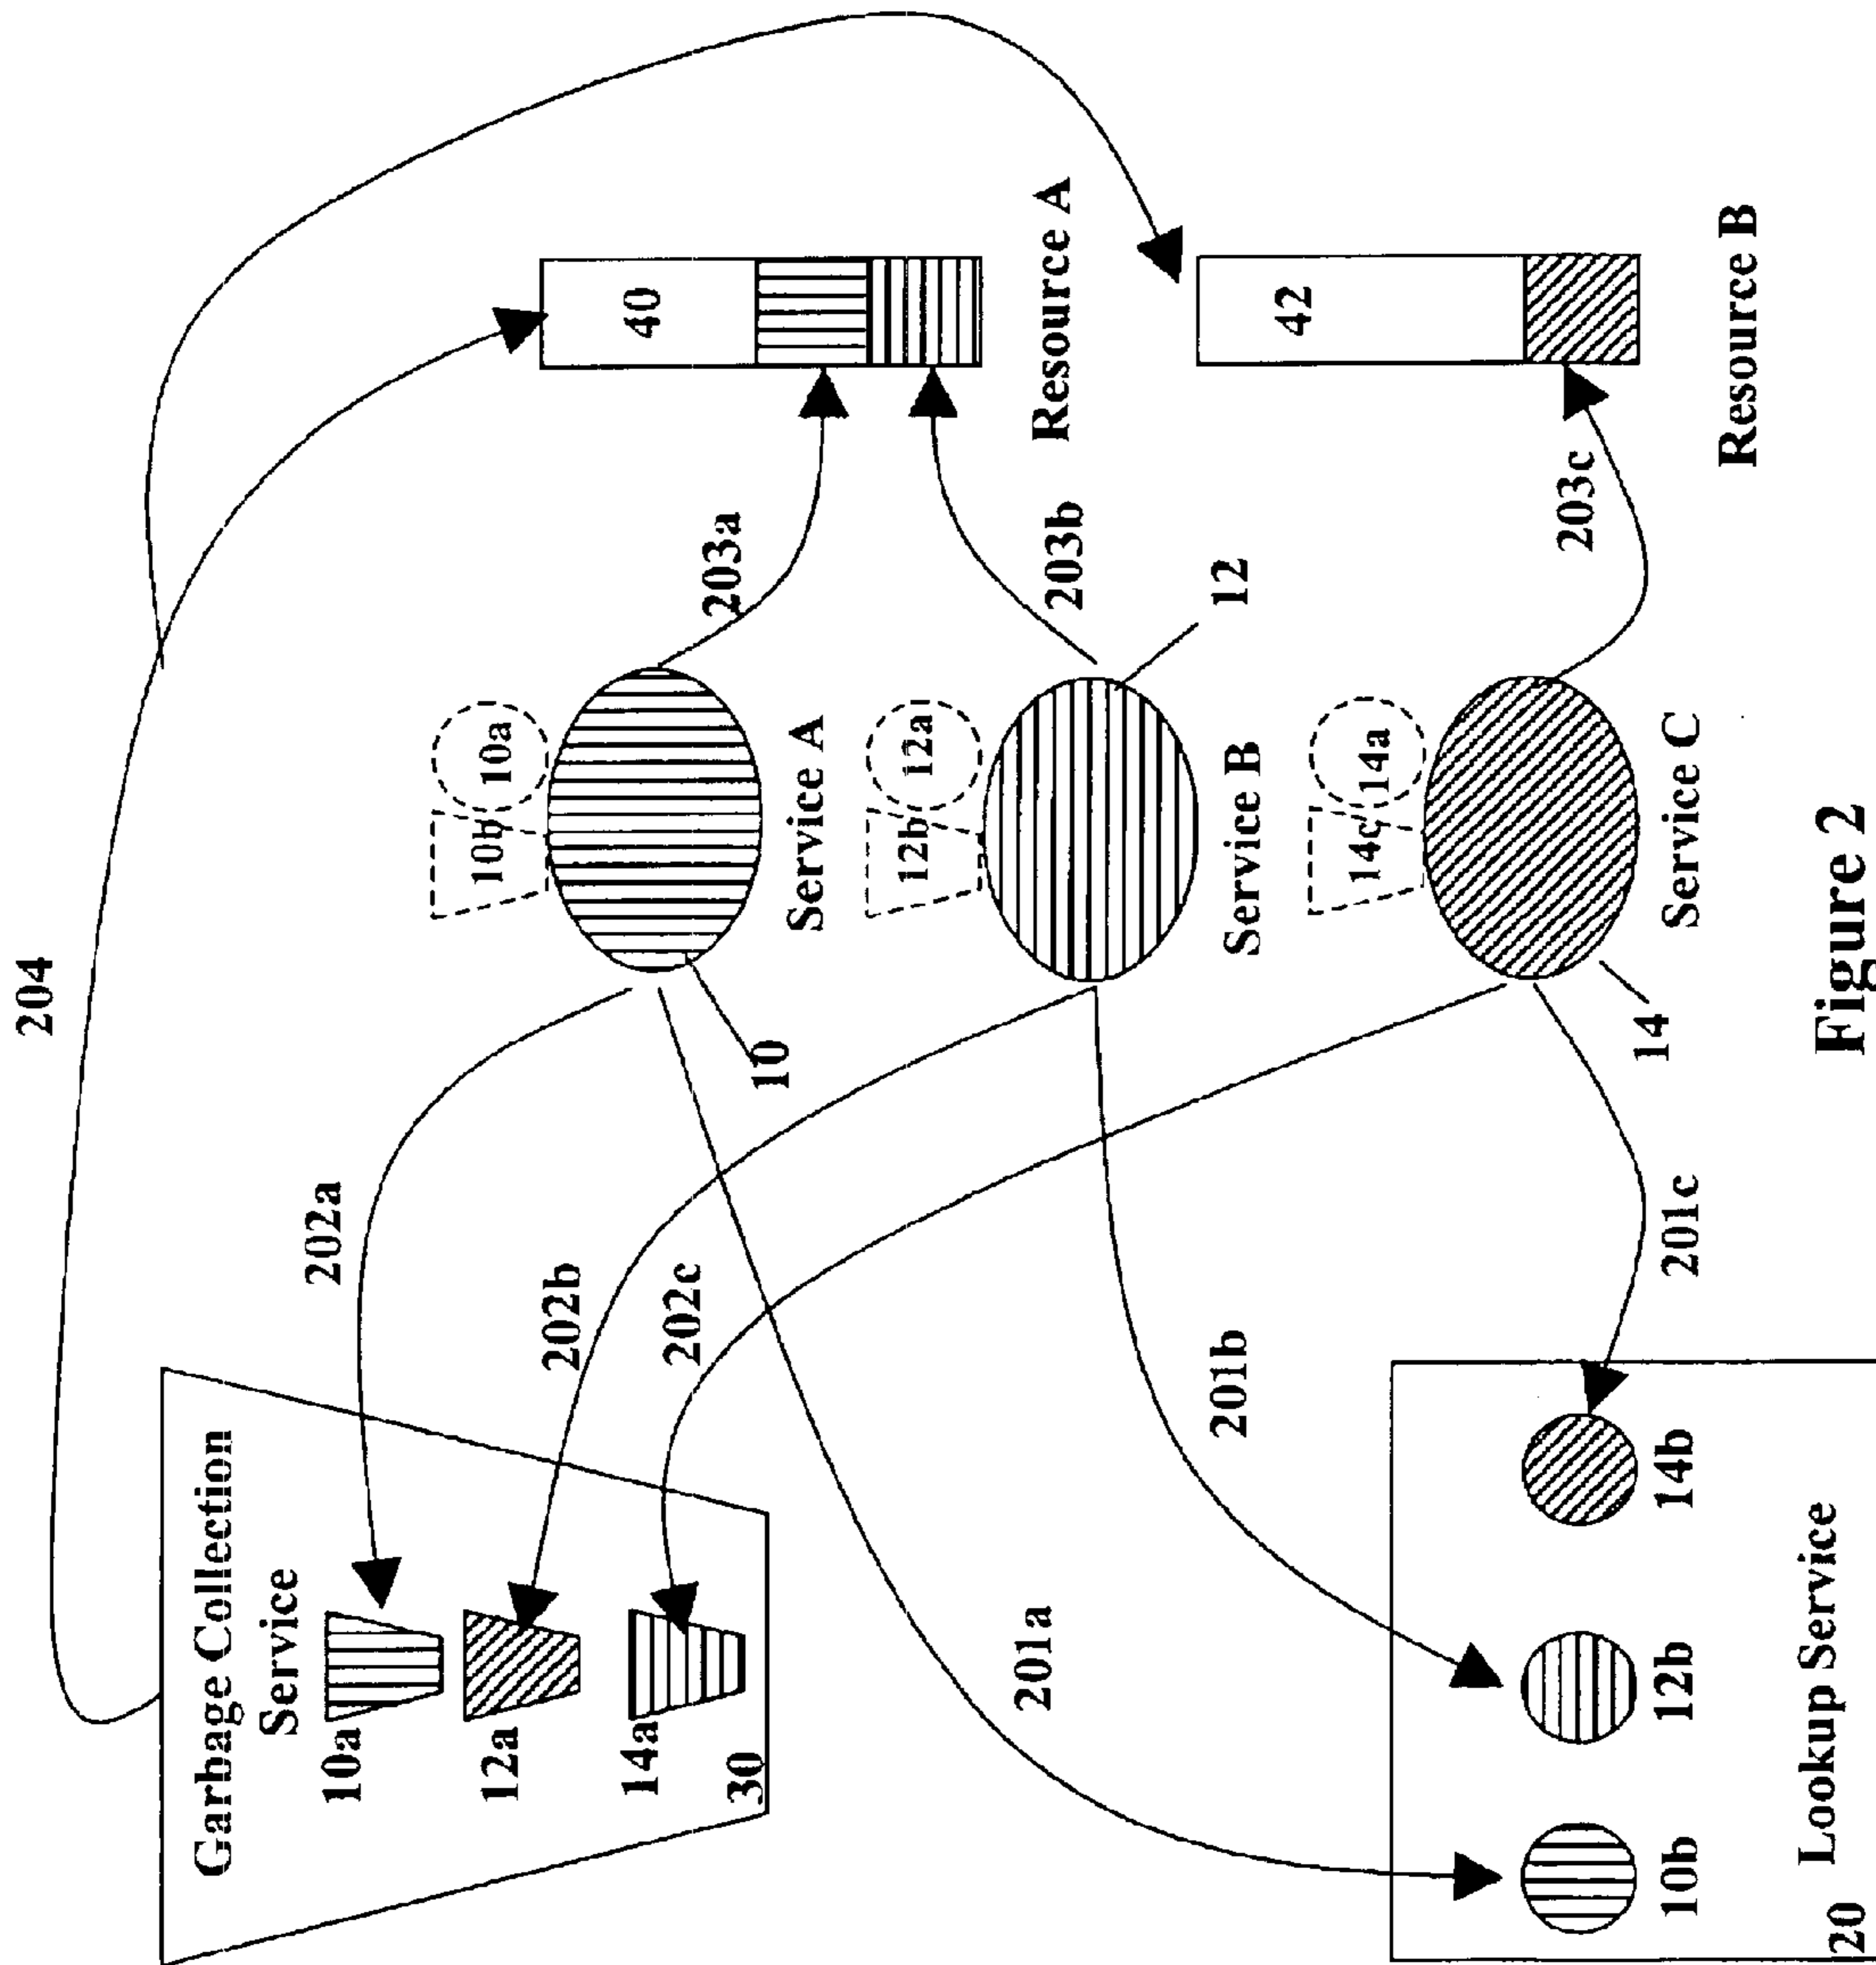 204
Garbage Collection
Service
10a
12a
14a
30
202a
202b
202c
10b
10a
Service A
10
203a
40
Resource A
12b
12a
Service B
12
203b
14c
14a
Service C
14
203c
42
Resource B
201a
201b
201c
10b
12b
14b
20
Lookup Service
Figure 2